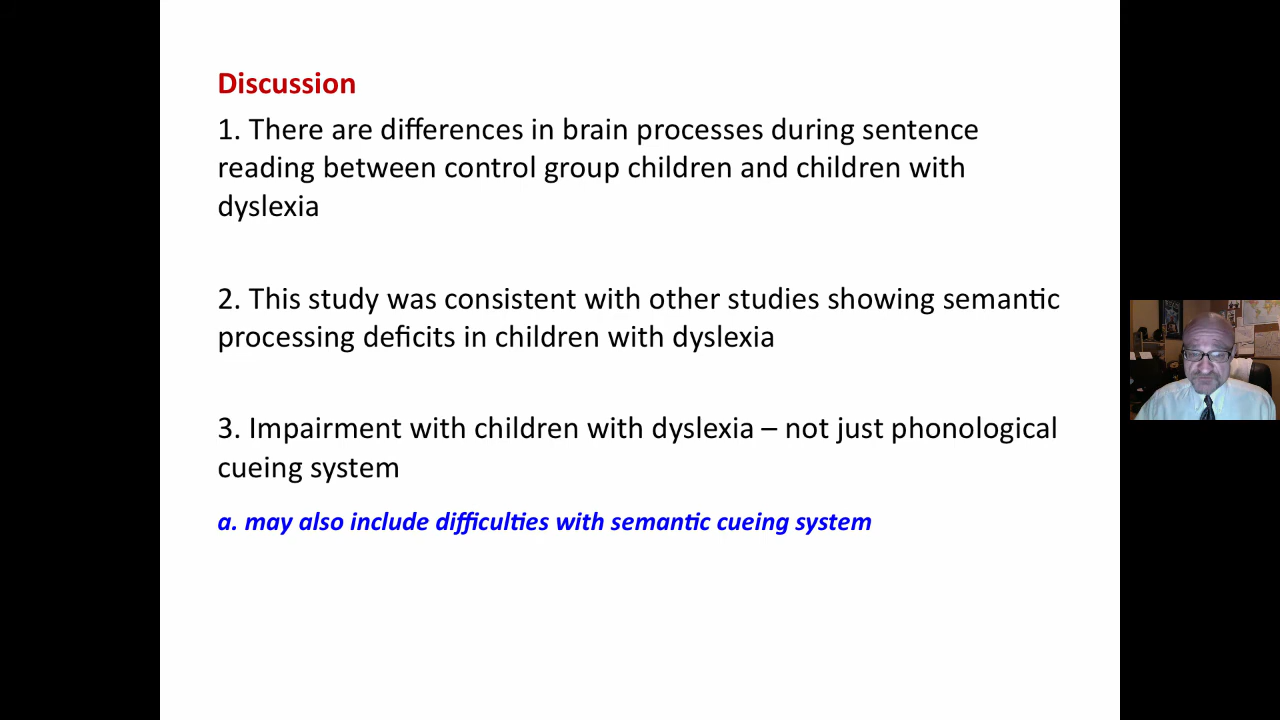 Discussion
1. There are differences in brain processes during sentence
reading between control group children and children with
dyslexia
2. This study was consistent with other studies showing semantic
processing deficits in children with dyslexia
3. Impairment with children with dyslexia – not just phonological
cueing system
a. may also include difficulties with semantic cueing system